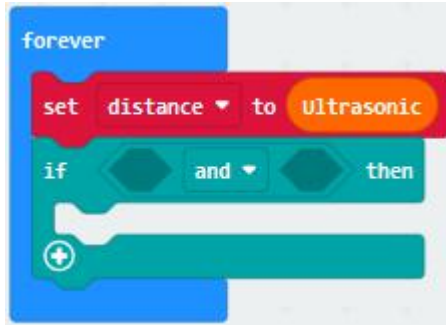 forever
set distance to Ultrasonic
if and then